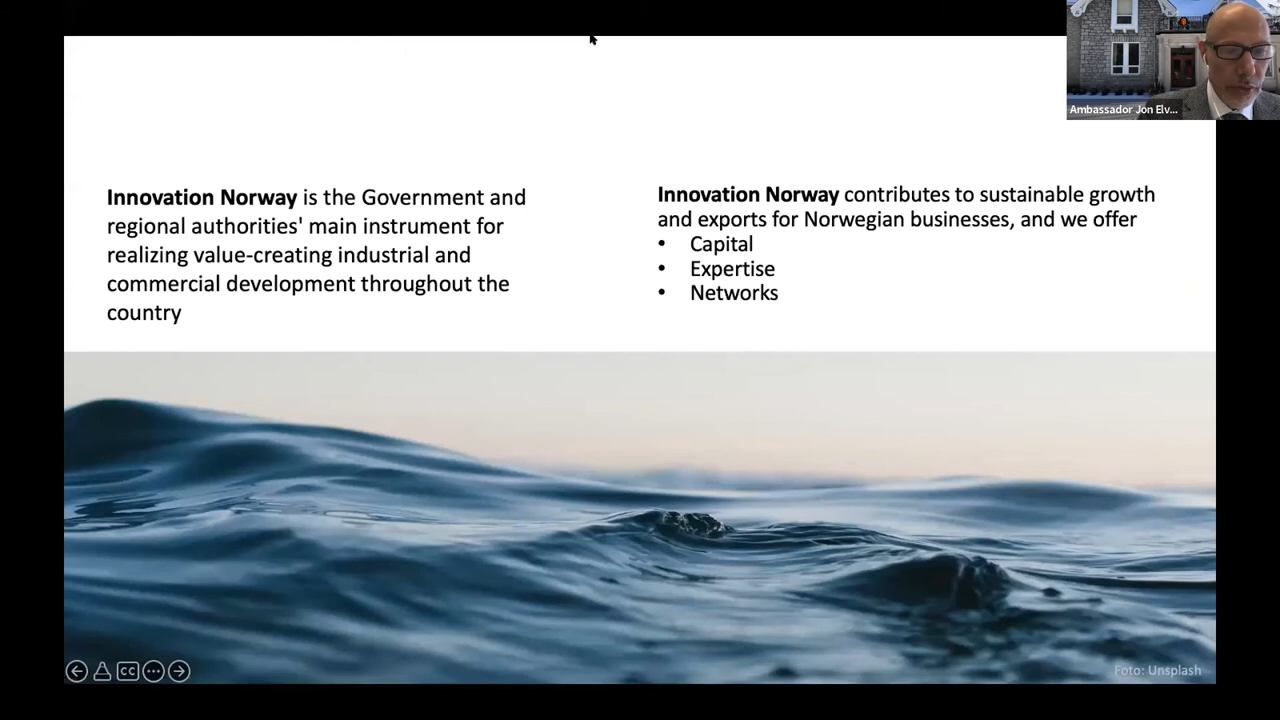 Ambassador Jon Elv...
Innovation Norway is the Government and
regional authorities' main instrument for
realizing value-creating industrial and
commercial development throughout the
country
Innovation Norway contributes to sustainable growth
and exports for Norwegian businesses, and we offer
• Capital
• Expertise
• Networks
CC
Foto: Unsplash